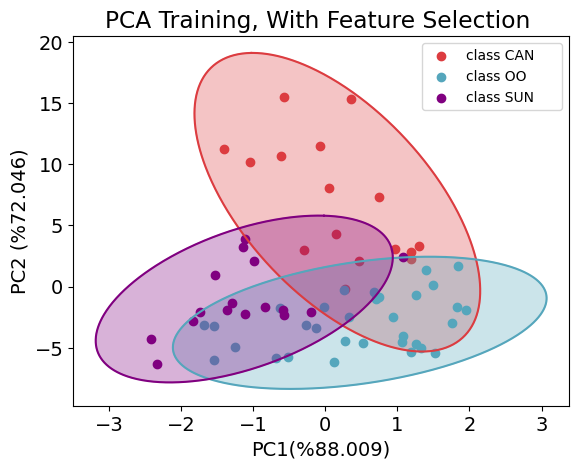 PCA Training, With Feature Selection
class CAN
class OO
class SUN
PC2 (%72.046)
20
15
10
5
0
−5
−3
−2
−1
0
1
2
3
PC1(%88.009)